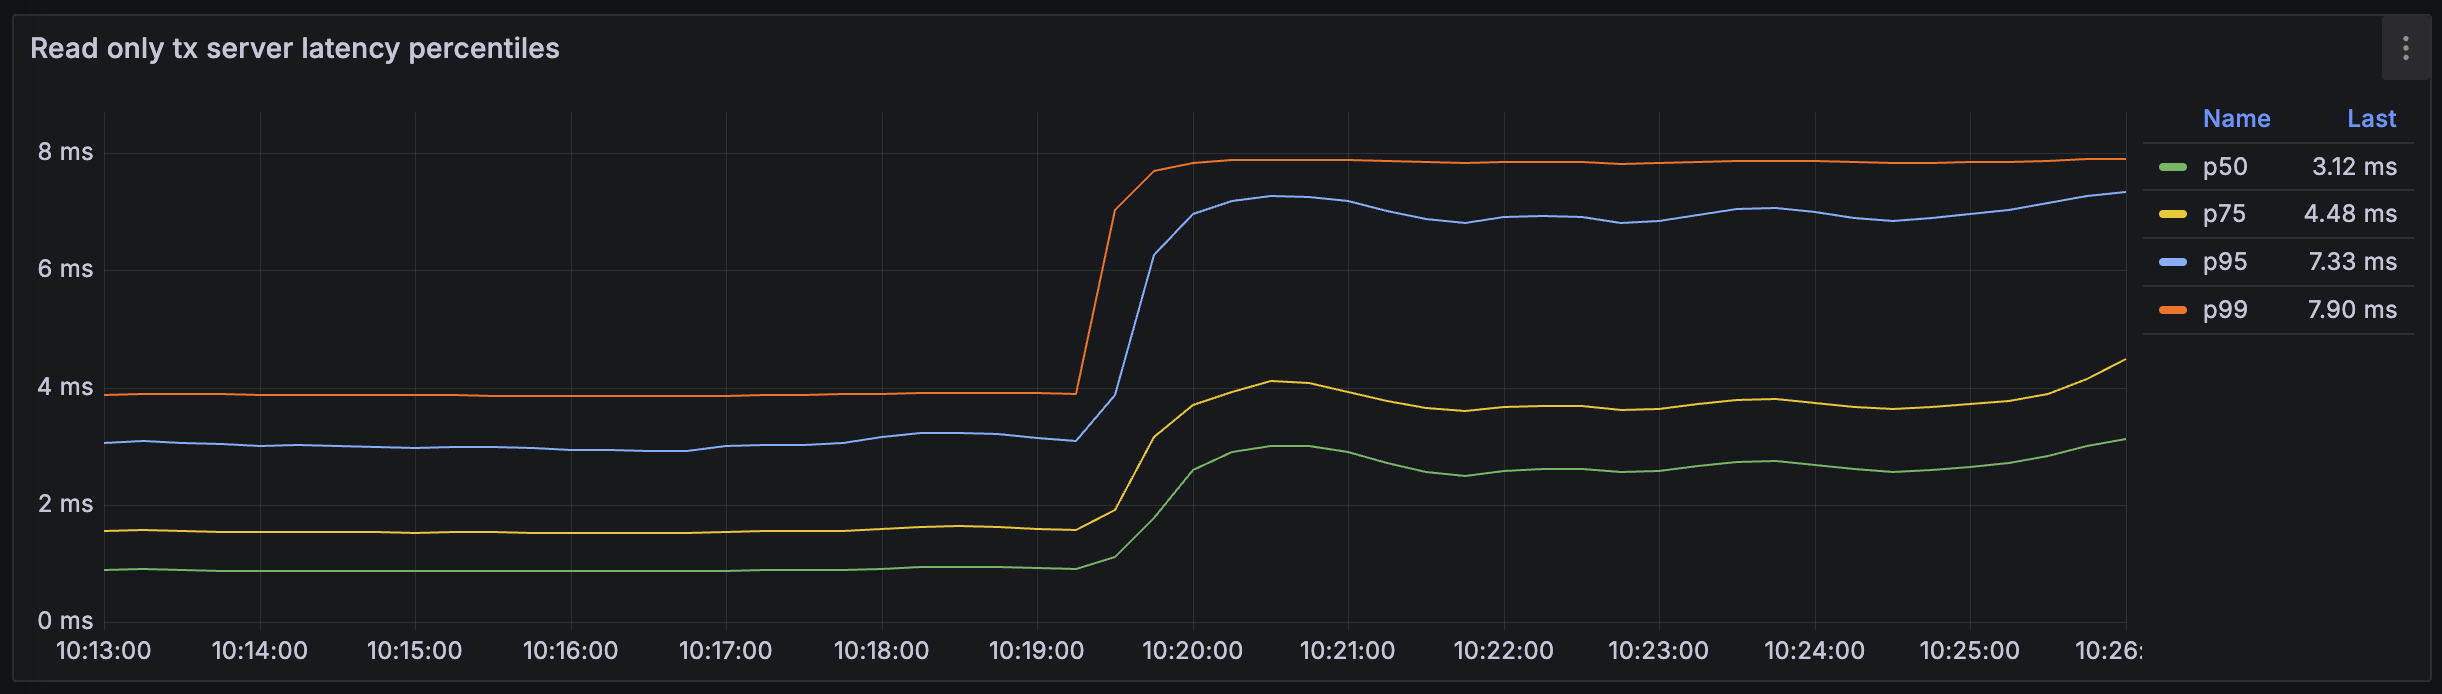 Read only tx server latency percentiles
Name Last
8 ms
p50 3.12 ms
p75 4.48 ms
6 ms
p95 7.33 ms
p99 7.90 ms
4 ms
2 ms
0 ms
10:13:00 10:14:00 10:15:00 10:16:00 10:17:00 10:18:00 10:19:00 10:20:00 10:21:00 10:22:00 10:23:00 10:24:00 10:25:00 10:26: